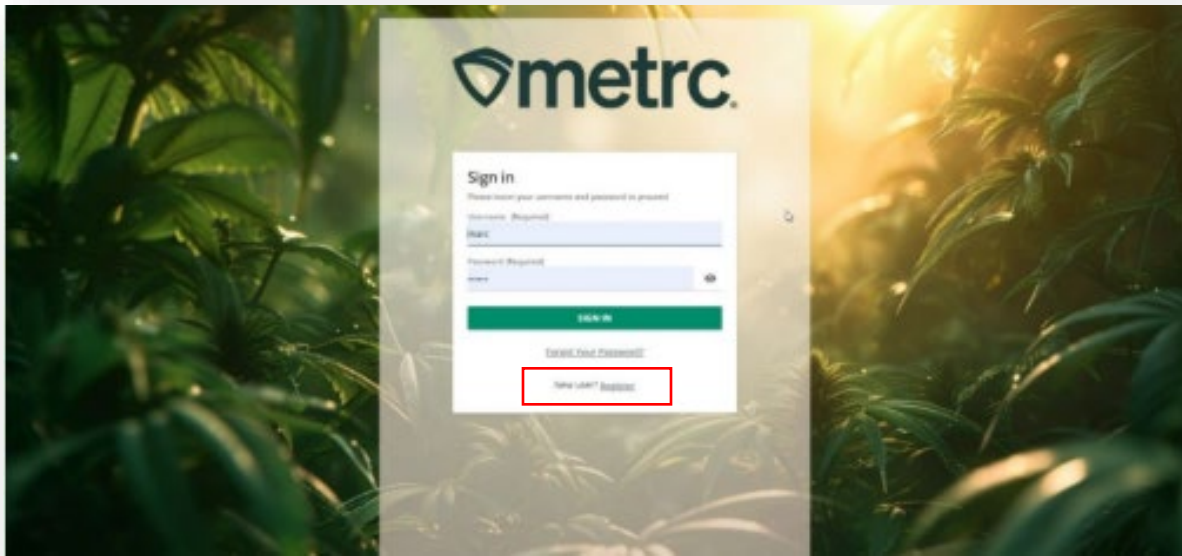 metrc.
Sign in
Please enter your username and password to proceed
Username (Required)
Password (Required)
SIGN IN
Forgot Your Password?
New User? Register